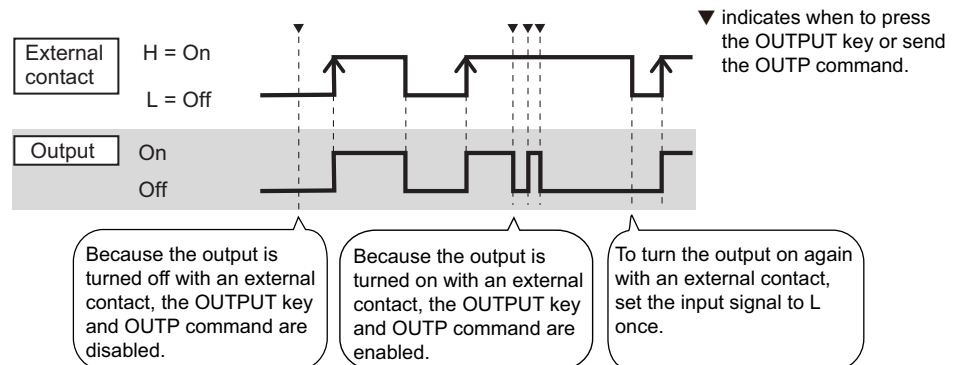 ▼ indicates when to press
the OUTPUT key or send
the OUTP command.
External
contact
H = On
L = Off
Output
On
Off
Because the output is
turned off with an external
contact, the OUTPUT key
and OUTP command are
disabled.
Because the output is
turned on with an external
contact, the OUTPUT key
and OUTP command are
enabled.
To turn the output on again
with an external contact,
set the input signal to L
once.